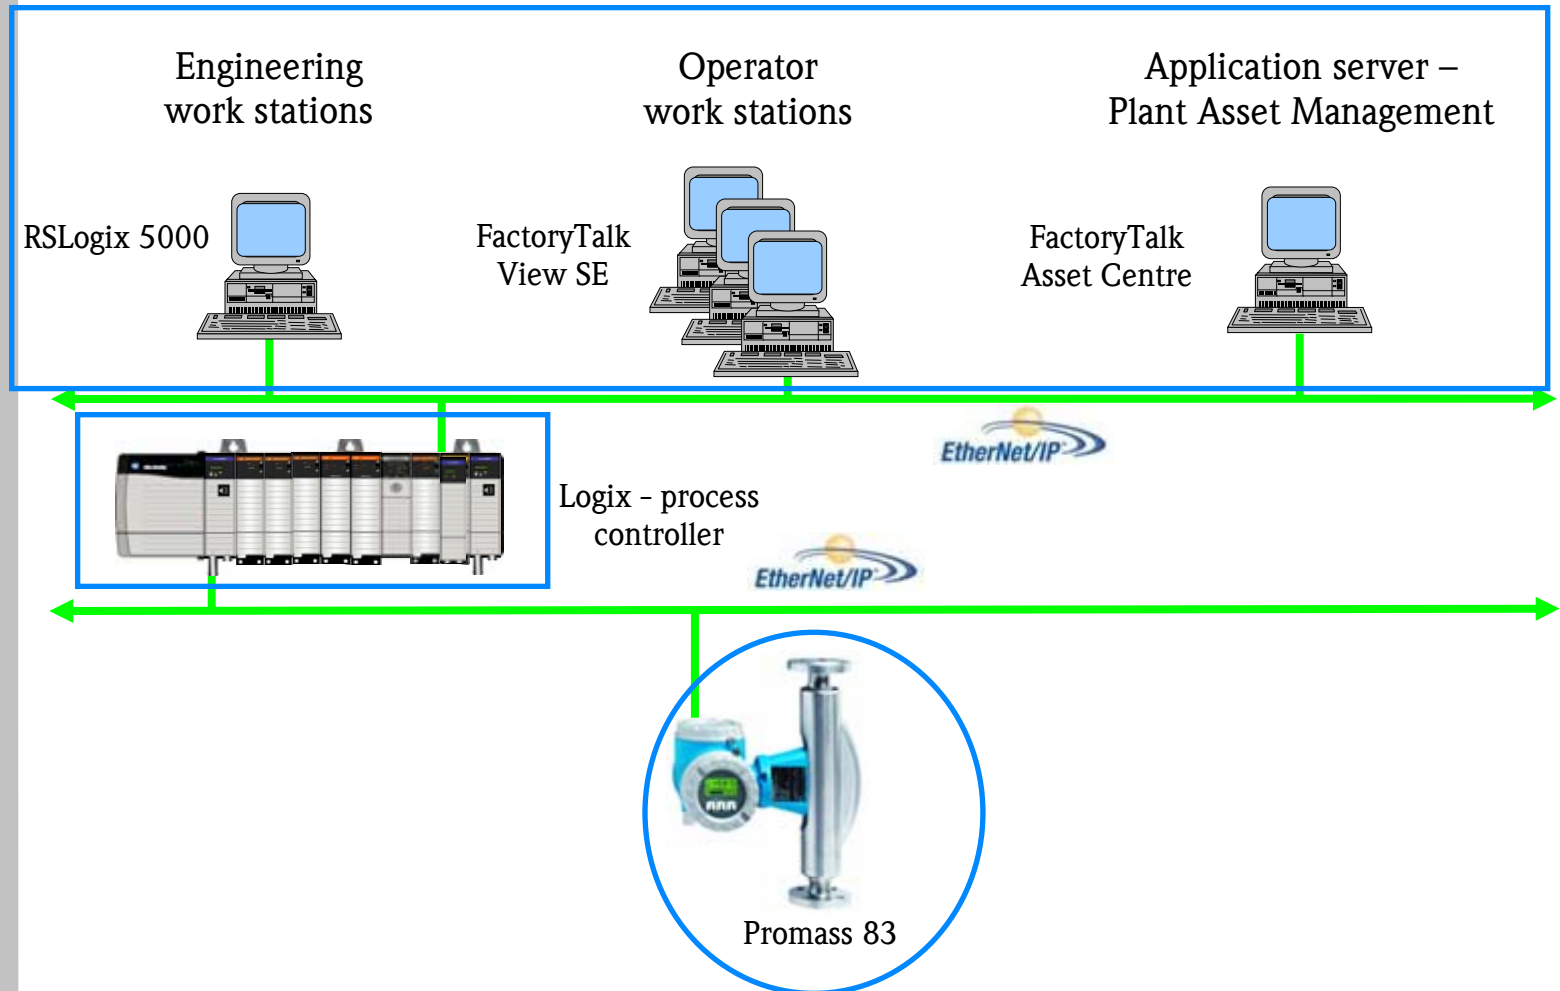 Engineering
work stations
Operator
work stations
Application server –
Plant Asset Management
RSLogix 5000
FactoryTalk
View SE
FactoryTalk
Asset Centre
EtherNet/IP
Logix - process
controller
EtherNet/IP
Promass 83